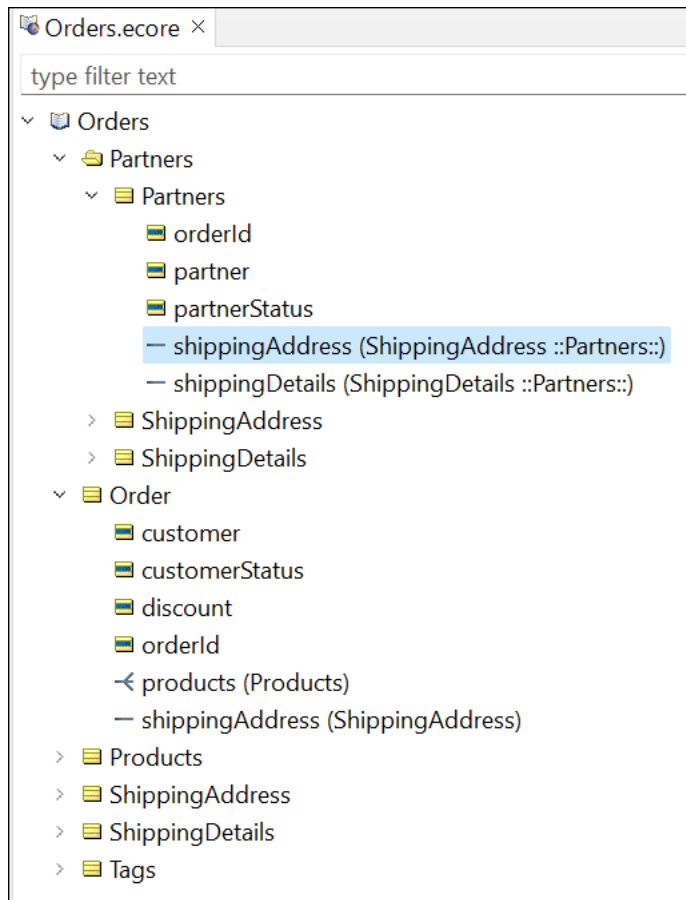 Orders.ecore ×
type filter text
Orders
Partners
Partners
orderId
partner
partnerStatus
shippingAddress (ShippingAddress ::Partners::)
shippingDetails (ShippingDetails ::Partners::)
ShippingAddress
ShippingDetails
Order
customer
customerStatus
discount
orderId
products (Products)
shippingAddress (ShippingAddress)
Products
ShippingAddress
ShippingDetails
Tags